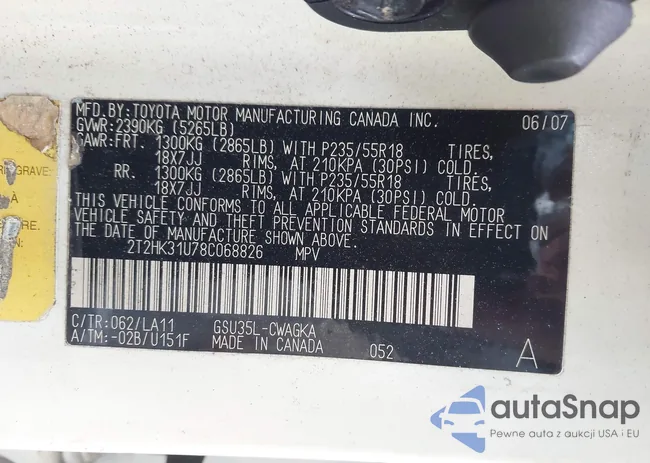 MFD.BY:TOYOTA MOTOR MANUFACTURING CANADA INC. 06/07
GVWR:2390KG (5265LB)
GAWR:FRT. 1300KG (2865LB) WITH P235/55R18 TIRES,
18X7JJ RIMS, AT 210KPA (30PSI) COLD.
RR. 1300KG (2865LB) WITH P235/55R18 TIRES,
18X7JJ RIMS, AT 210KPA (30PSI) COLD.
THIS VEHICLE CONFORMS TO ALL APPLICABLE FEDERAL MOTOR
VEHICLE SAFETY AND THEFT PREVENTION STANDARDS IN EFFECT ON
THE DATE OF MANUFACTURE SHOWN ABOVE.
2T2HK31U78C068826 MPV
C/TR:062/LA11 GSU35L-CWAGKA
A/TM:-02B/U151F MADE IN CANADA 052 A
RING GRAVE.
autaSnap
Pewne auta z aukcji USA i EU